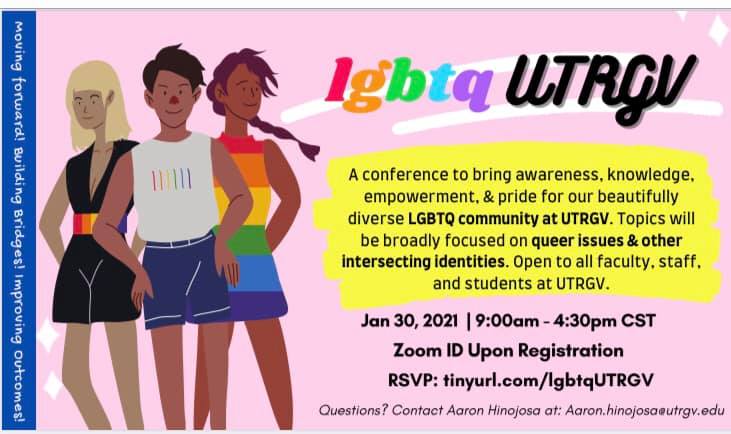 Moving forward! Building Bridges! Improving Outcomes!
lgbtq UTRGV
A conference to bring awareness, knowledge,
empowerment, & pride for our beautifully
diverse LGBTQ community at UTRGV. Topics will
be broadly focused on queer issues & other
intersecting identities. Open to all faculty, staff,
and students at UTRGV.
Jan 30, 2021 | 9:00am - 4:30pm CST
Zoom ID Upon Registration
RSVP: tinyurl.com/lgbtqUTRGV
Questions? Contact Aaron Hinojosa at: Aaron.hinojosa@utrgv.edu